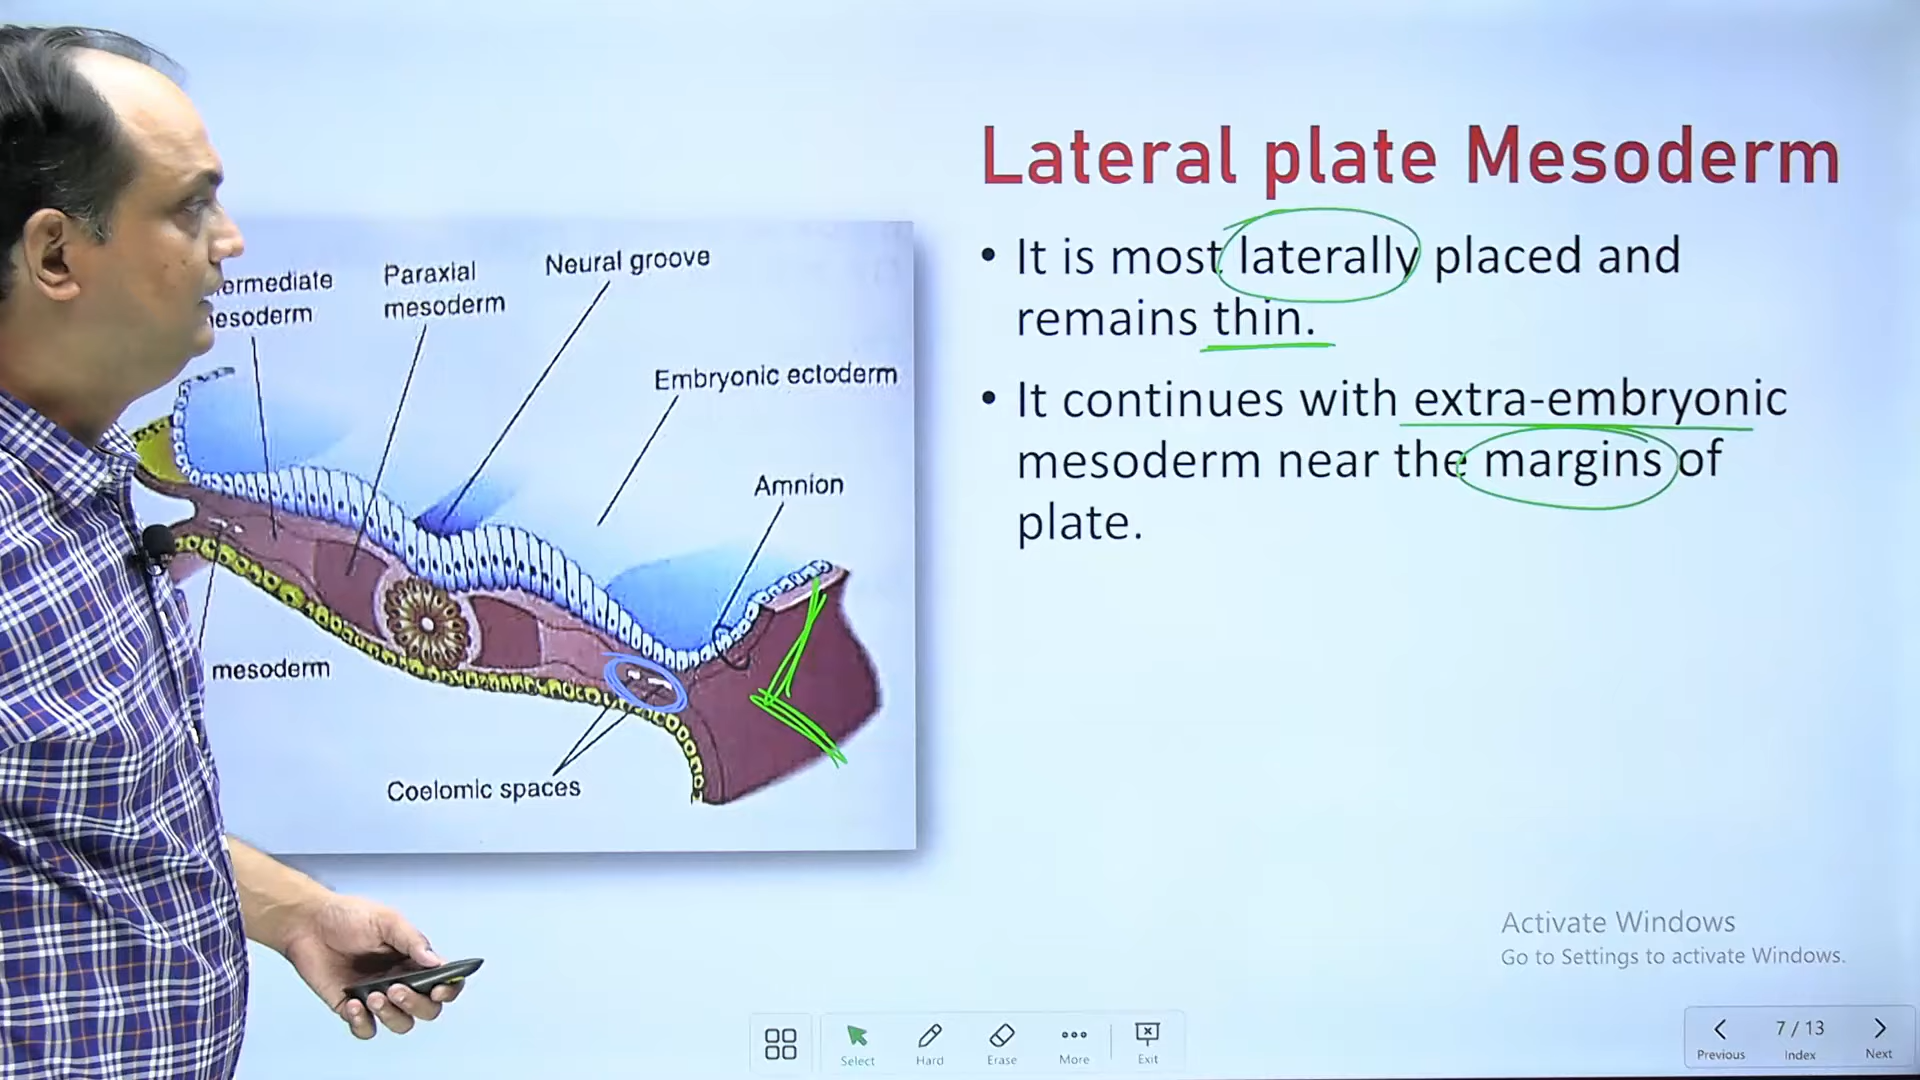 Lateral plate Mesoderm
• It is most laterally placed and
remains thin.
• It continues with extra-embryonic
mesoderm near the margins of
plate.
ermediate
esoderm
Paraxial
mesoderm
Neural groove
Embryonic ectoderm
Amnion
mesoderm
Coelomic spaces
Activate Windows
Go to Settings to activate Windows.
Select
Hard
Erase
More
Exit
7 / 13
Previous
Index
Next